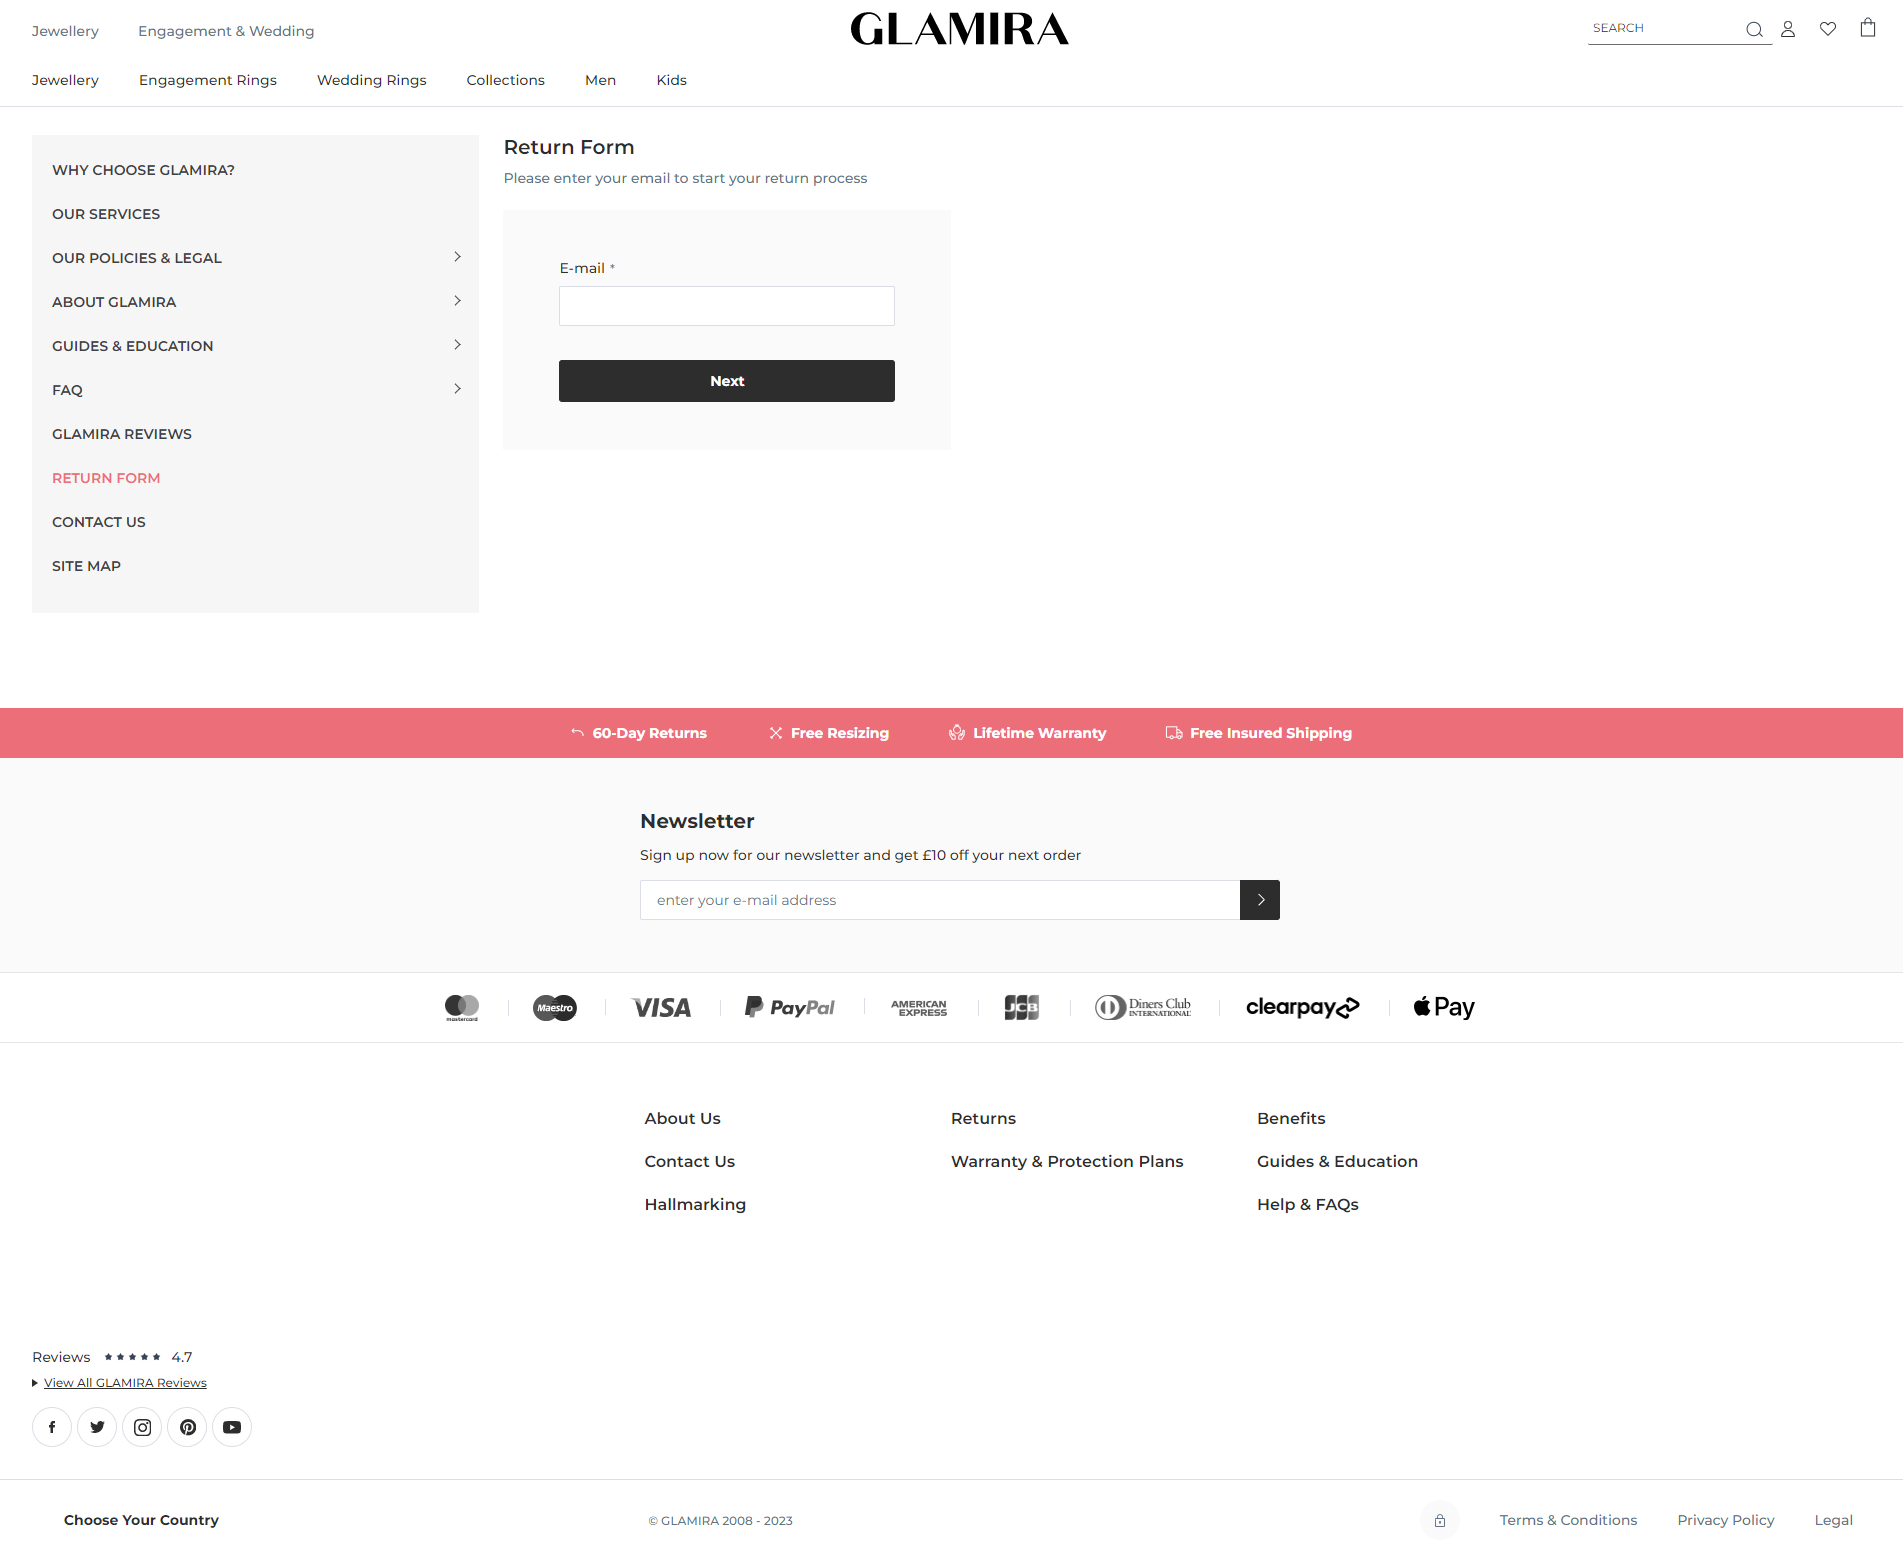 Jewellery
Engagement & Wedding
GLAMIRA
SEARCH
Jewellery
Engagement Rings
Wedding Rings
Collections
Men
Kids
WHY CHOOSE GLAMIRA?
OUR SERVICES
OUR POLICIES & LEGAL
ABOUT GLAMIRA
GUIDES & EDUCATION
FAQ
GLAMIRA REVIEWS
RETURN FORM
CONTACT US
SITE MAP
Return Form
Please enter your email to start your return process
E-mail *
Next
60-Day Returns
Free Resizing
Lifetime Warranty
Free Insured Shipping
Newsletter
Sign up now for our newsletter and get £10 off your next order
enter your e-mail address
mastercard
Maestro
VISA
PayPal
AMERICAN
EXPRESS
JCB
Diners Club
INTERNATIONAL
clearpay
Pay
About Us
Contact Us
Hallmarking
Returns
Warranty & Protection Plans
Benefits
Guides & Education
Help & FAQs
Reviews
4.7
View All GLAMIRA Reviews
Choose Your Country
© GLAMIRA 2008 - 2023
Terms & Conditions
Privacy Policy
Legal